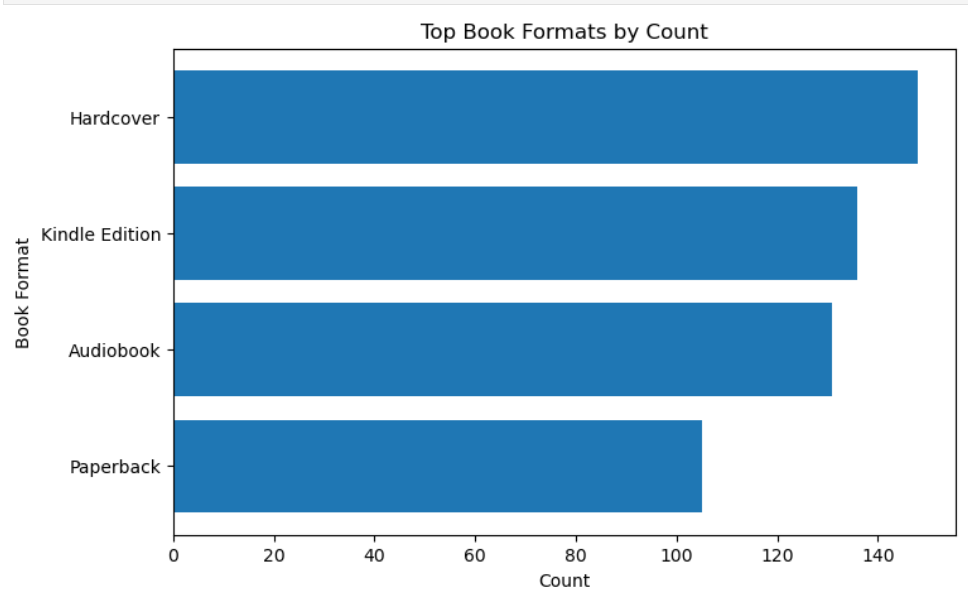 Top Book Formats by Count
Hardcover
Kindle Edition
Audiobook
Paperback
Book Format
0 20 40 60 80 100 120 140
Count